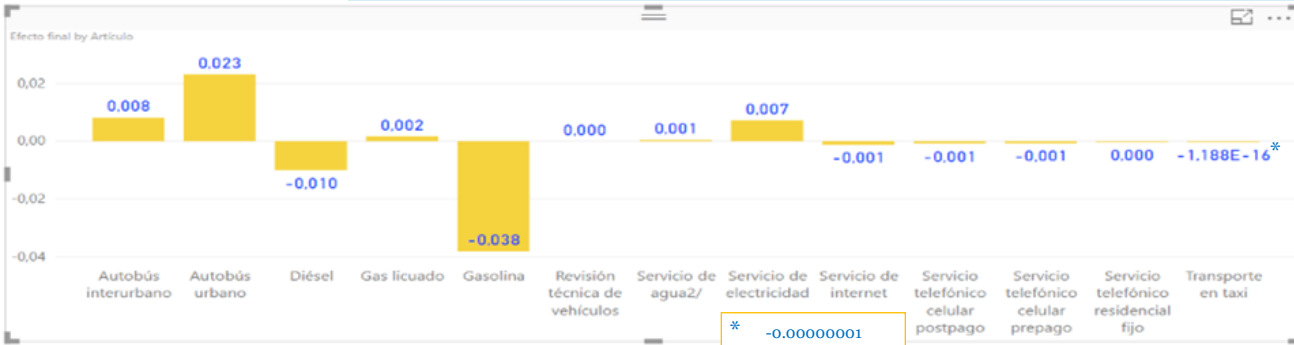 Efecto final by Artículo
0,02
0,00
-0,02
-0,04
0.008
0.023
-0.010
0.002
-0.038
0.000
0.001
0.007
-0.001
-0.001
-0.001
0.000
-1.188E-16*
Autobús
interurbano
Autobús
urbano
Diésel
Gas licuado
Gasolina
Revisión
técnica de
vehículos
Servicio de
agua2/
Servicio de
electricidad
Servicio de
internet
Servicio
telefónico
celular
postpago
Servicio
telefónico
celular
prepago
Servicio
telefónico
residencial
fijo
Transporte
en taxi
* -0.00000001